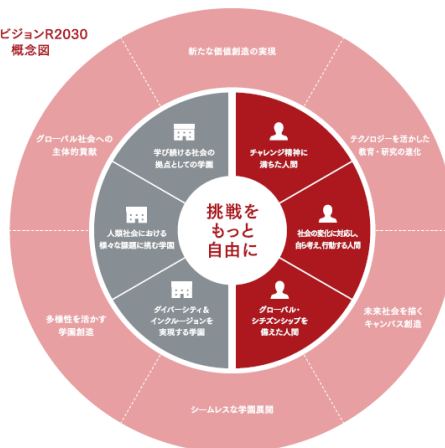 ビジョンR2030
概念図
新たな価値創造の実現
グローバル社会への
主体的貢献
テクノロジーを活かした
教育・研究の進化
学び続ける社会の
拠点としての学園
チャレンジ精神に
満ちた人間
人類社会における
様々な課題に挑む学園
挑戦を
もっと
自由に
社会の変化に対応し、
自ら考え、行動する人間
ダイバーシティ&
インクルージョンを
実現する学園
グローバル・
シチズンシップを
備えた人間
多様性を活かす
学園創造
未来社会を描く
キャンパス創造
シームレスな学園展開